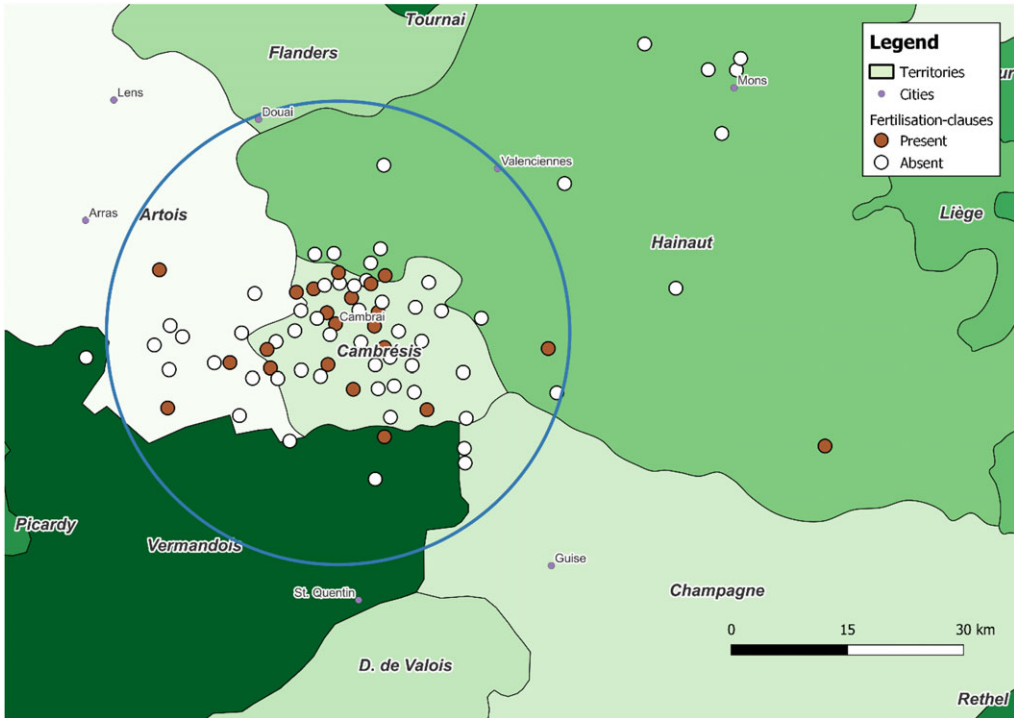 Tournai
Flanders
Legend
Territories
Cities
Fertilisation-clauses
Present
Absent
ur
Mons
Lens
Douai
Valenciennes
Arras
Artois
Liège
Hainaut
Cambrai
Cambrésis
Picardy
Vermandois
Guise
St. Quentin
Champagne
0 15 30 km
D. de Valois
Rethel